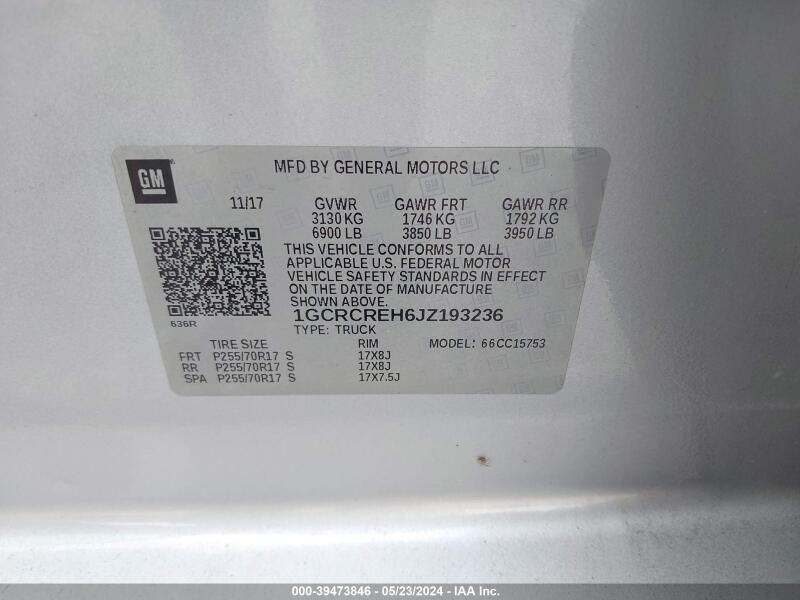 GM
MFD BY GENERAL MOTORS LLC
11/17 GVWR GAWR FRT GAWR RR
3130 KG 1746 KG 1792 KG
6900 LB 3850 LB 3950 LB
THIS VEHICLE CONFORMS TO ALL
APPLICABLE U.S. FEDERAL MOTOR
VEHICLE SAFETY STANDARDS IN EFFECT
ON THE DATE OF MANUFACTURE
SHOWN ABOVE.
636R
1GCRCREH6JZ193236
TYPE: TRUCK
TIRE SIZE RIM MODEL: 66CC15753
FRT P255/70R17 S 17X8J
RR P255/70R17 S 17X8J
SPA P255/70R17 S 17X7.5J
000-39473846 - 05/23/2024 - IAA Inc.